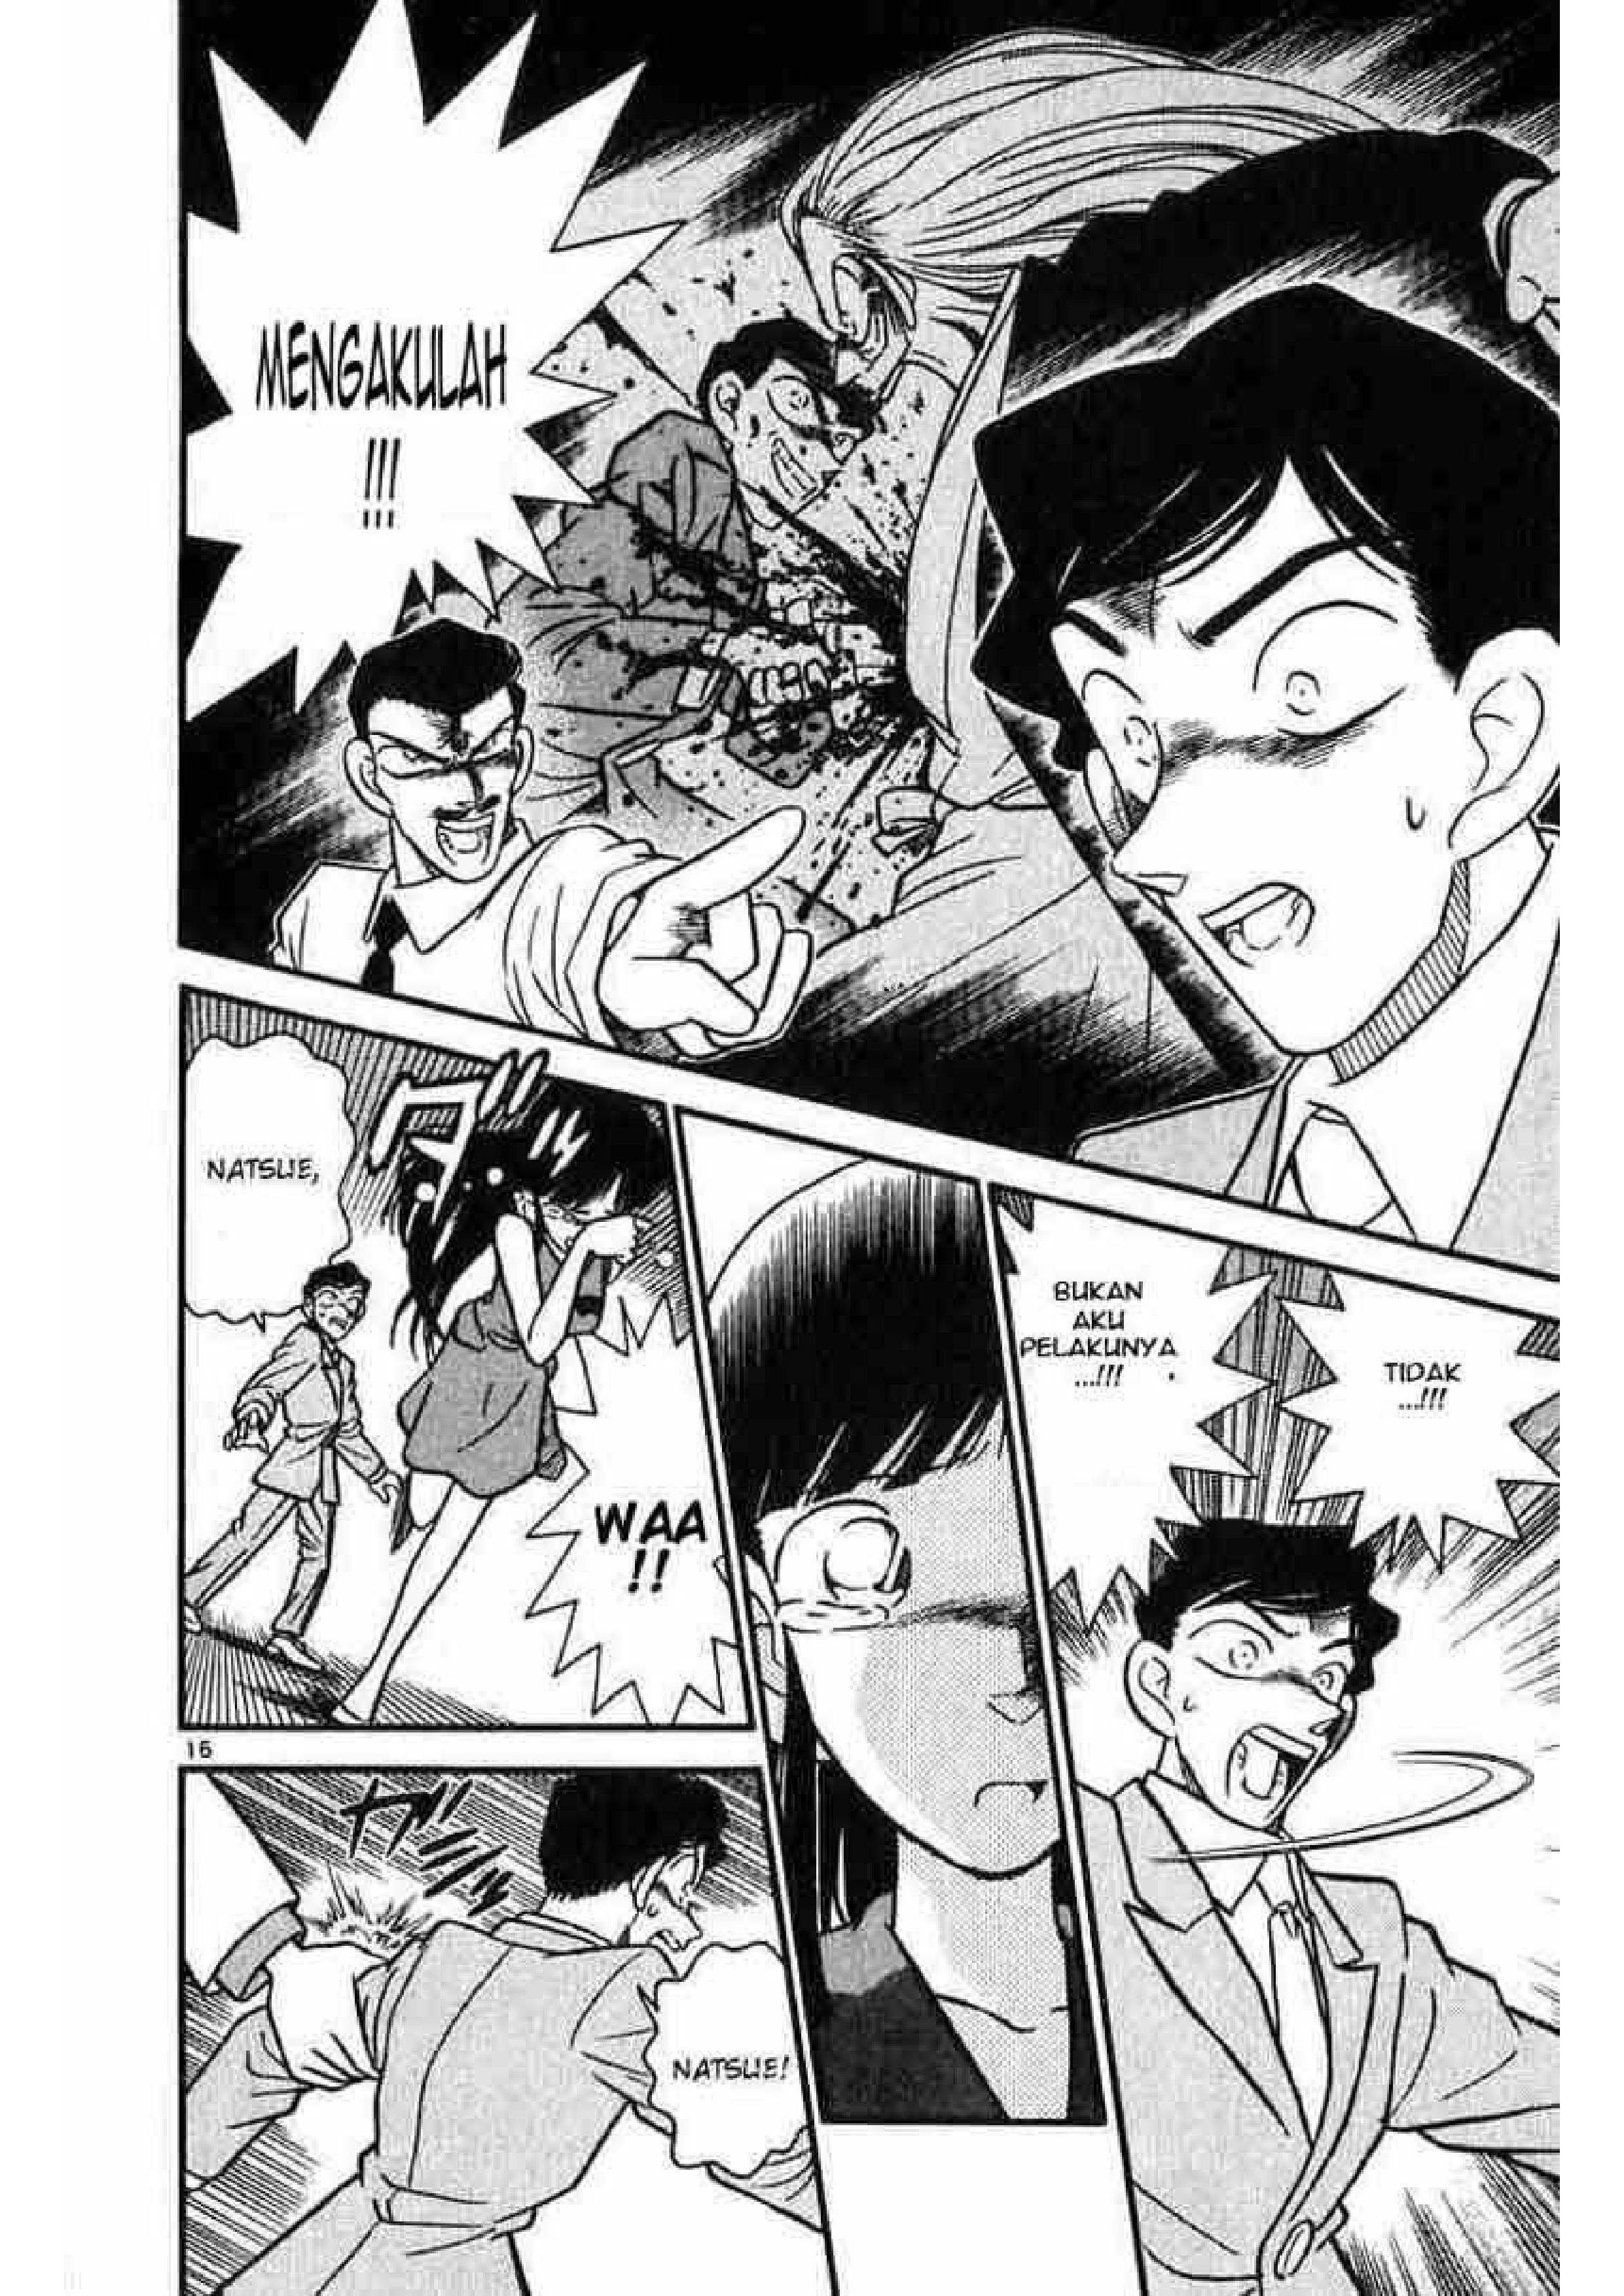 MENGAKULAH
!!!
TIDAK
...!!!
BUKAN
AKU
PELAKUNYA
...!!!
WAA
!!
NATSUE,
16
NATSUE!